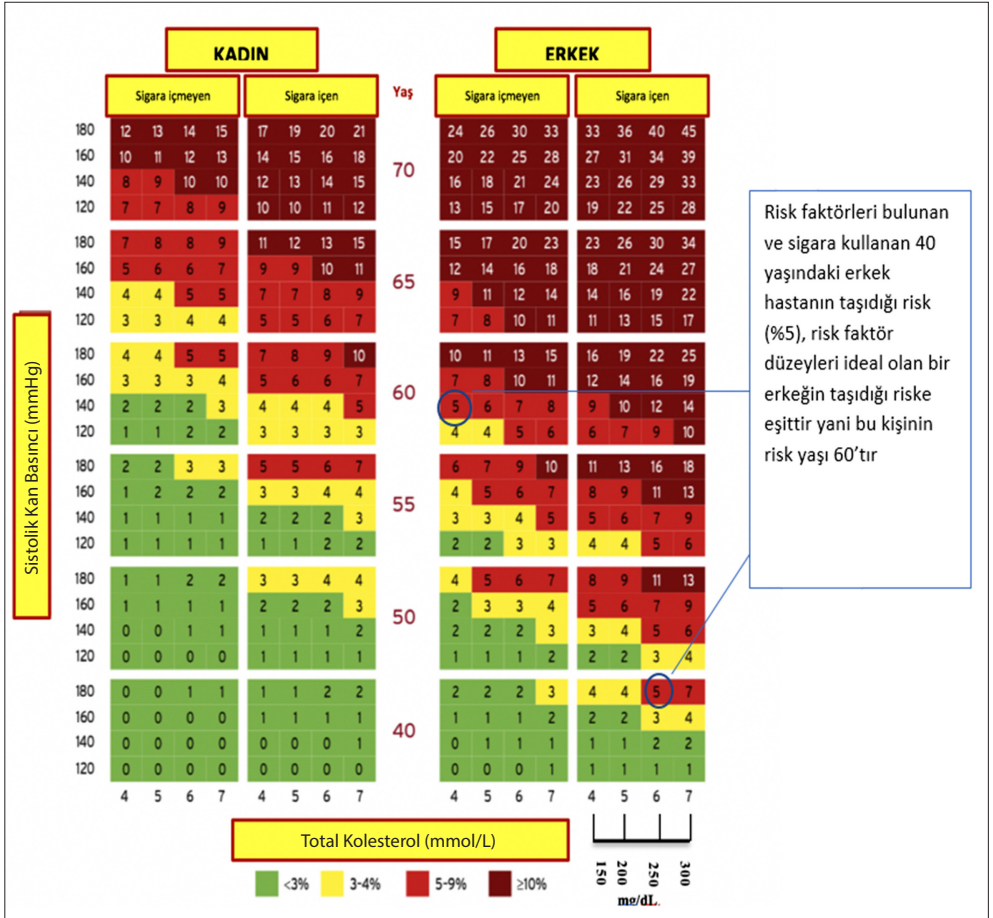 KADIN ERKEK
Sigara içmeyen Sigara içen Yaş Sigara içmeyen Sigara içen
180 12 13 14 15 17 19 20 21 24 26 30 33 33 36 40 45
160 10 11 12 13 14 15 16 18 20 22 25 28 27 31 34 39
70
140 8 9 10 10 12 13 14 15 16 18 21 24 23 26 29 33
120 7 7 8 9 10 10 11 12 13 15 17 20 19 22 25 28
180 7 8 8 9 11 12 13 15 15 17 20 23 23 26 30 34
160 5 6 6 7 9 9 10 11 12 14 16 18 18 21 24 27
65
140 4 4 5 5 7 7 8 9 9 11 12 14 14 16 19 22
120 3 3 4 4 5 5 6 7 7 8 10 11 11 13 15 17
180 4 4 5 5 7 8 9 10 10 11 13 15 16 19 22 25
160 3 3 3 4 5 6 6 7 7 8 10 11 12 14 16 19
60
140 2 2 2 3 4 4 4 5 5 6 7 8 9 10 12 14
120 1 1 2 2 3 3 3 3 4 4 5 6 6 7 9 10
180 2 2 3 3 5 5 6 7 6 7 9 10 11 13 16 18
160 1 2 2 2 3 3 4 4 4 5 6 7 8 9 11 13
55
140 1 1 1 1 2 2 2 3 3 3 4 5 5 6 7 9
120 1 1 1 1 1 1 2 2 2 2 3 3 4 4 5 6
180 1 1 2 2 3 3 4 4 4 5 6 7 8 9 11 13
160 1 1 1 1 2 2 2 3 2 3 3 4 5 6 7 9
50
140 0 0 1 1 1 1 1 2 2 2 2 3 3 4 5 6
120 0 0 0 0 1 1 1 1 1 1 1 2 2 2 3 4
180 0 0 1 1 1 1 2 2 2 2 2 3 4 4 5 7
160 0 0 0 0 1 1 1 1 1 1 1 2 2 2 3 4
40
140 0 0 0 0 0 0 0 1 0 1 1 1 1 1 2 2
120 0 0 0 0 0 0 0 0 0 0 0 1 1 1 1 1
4 5 6 7 4 5 6 7 4 5 6 7 4 5 6 7
Sistolik Kan Basıncı (mmHg)
Total Kolesterol (mmol/L)
150 200 250 300
mg/dL
<3% 3-4% 5-9% ≥10%
Risk faktörleri bulunan
ve sigara kullanan 40
yaşındaki erkek
hastanın taşıdığı risk
(%5), risk faktör
düzeyleri ideal olan bir
erkeğin taşıdığı riske
eşittir yani bu kişinin
risk yaşı 60’tır